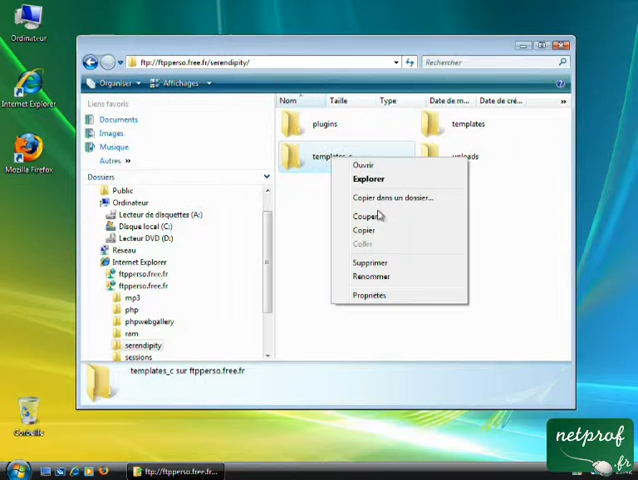 Ordinateur
Internet Explorer
Mozilla Firefox
Corbeille
ftp://ftpperso.free.fr/serendipity/
Rechercher
Organiser
Affichages
Liens favoris
Documents
Images
Musique
Autres »
Dossiers
Public
Ordinateur
Lecteur de disquettes (A:)
Disque local (C:)
Lecteur DVD (D:)
Réseau
Internet Explorer
ftpperso.free.fr
ftpperso.free.fr
mp3
php
phpwebgallery
ram
serendipity
sessions
Nom Taille Type Date de m... Date de cré... »
plugins
templates
templates_c
uploads
Ouvrir
Explorer
Copier dans un dossier...
Couper
Copier
Coller
Supprimer
Renommer
Propriétés
templates_c sur ftpperso.free.fr
ftp://ftpperso.free.fr...
netprof
.fr